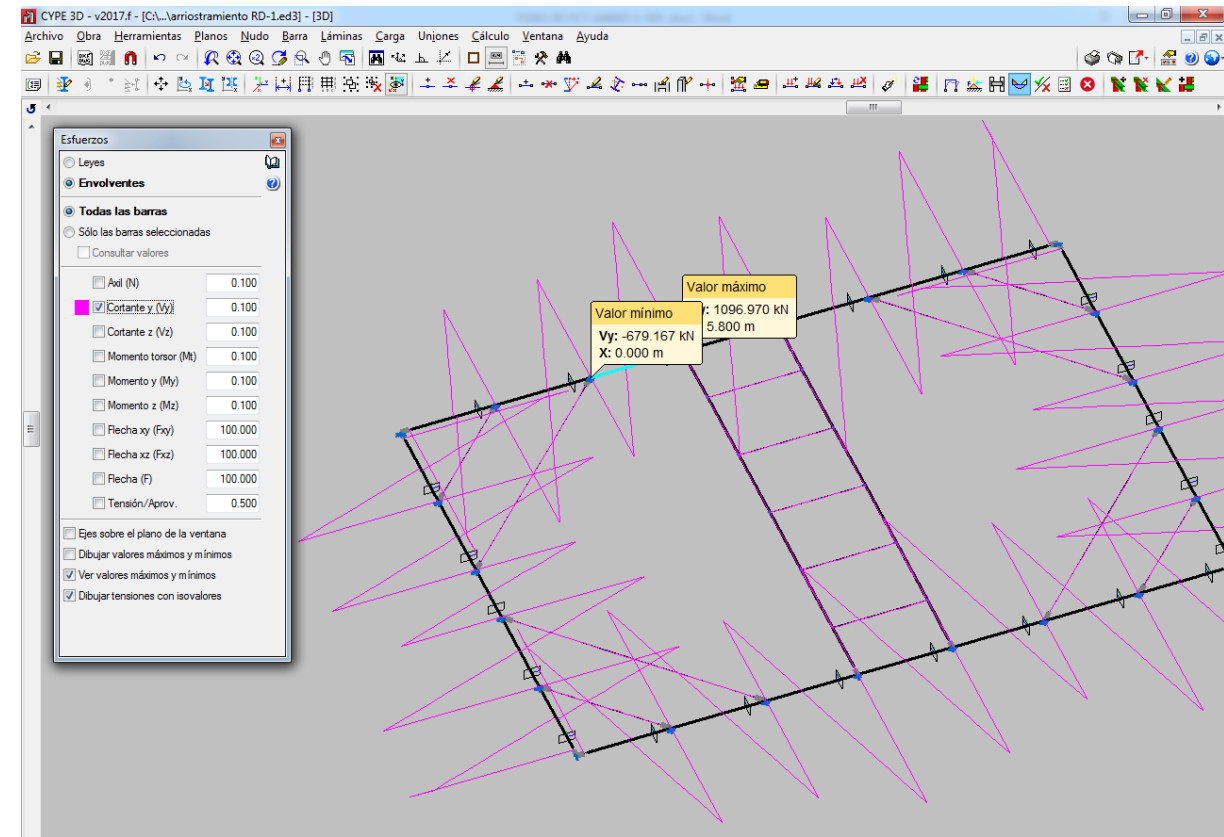 CYPE 3D - v2017.f - [C:\...\arriostramiento RD-1.ed3] - [3D]
Archivo Obra Herramientas Planos Nudo Barra Láminas Carga Uniones Cálculo Ventana Ayuda
Esfuerzos
Leyes
Envolventes
Todas las barras
Sólo las barras seleccionadas
Consultar valores
Axil (N) 0.100
Cortante y (Vy) 0.100
Cortante z (Vz) 0.100
Momento torsor (Mt) 0.100
Momento y (My) 0.100
Momento z (Mz) 0.100
Flecha xy (Fxy) 100.000
Flecha xz (Fxz) 100.000
Flecha (F) 100.000
Tensión/Aprov. 0.500
Ejes sobre el plano de la ventana
Dibujar valores máximos y mínimos
Ver valores máximos y mínimos
Dibujar tensiones con isovalores
Valor máximo
1096.970 kN
5.800 m
Valor mínimo
Vy: -679.167 kN
X: 0.000 m